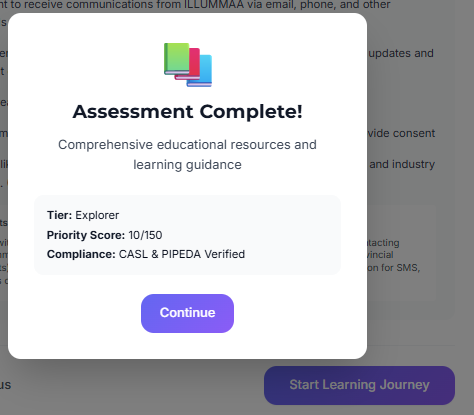 nt to receive communications from ILLUMMAA via email, phone, and other
updates and
vide consent
and industry
Assessment Complete!
Comprehensive educational resources and
learning guidance
Tier: Explorer
Priority Score: 10/150
Compliance: CASL & PIPEDA Verified
ntacting
vincial
on for SMS,
Continue
us
Start Learning Journey